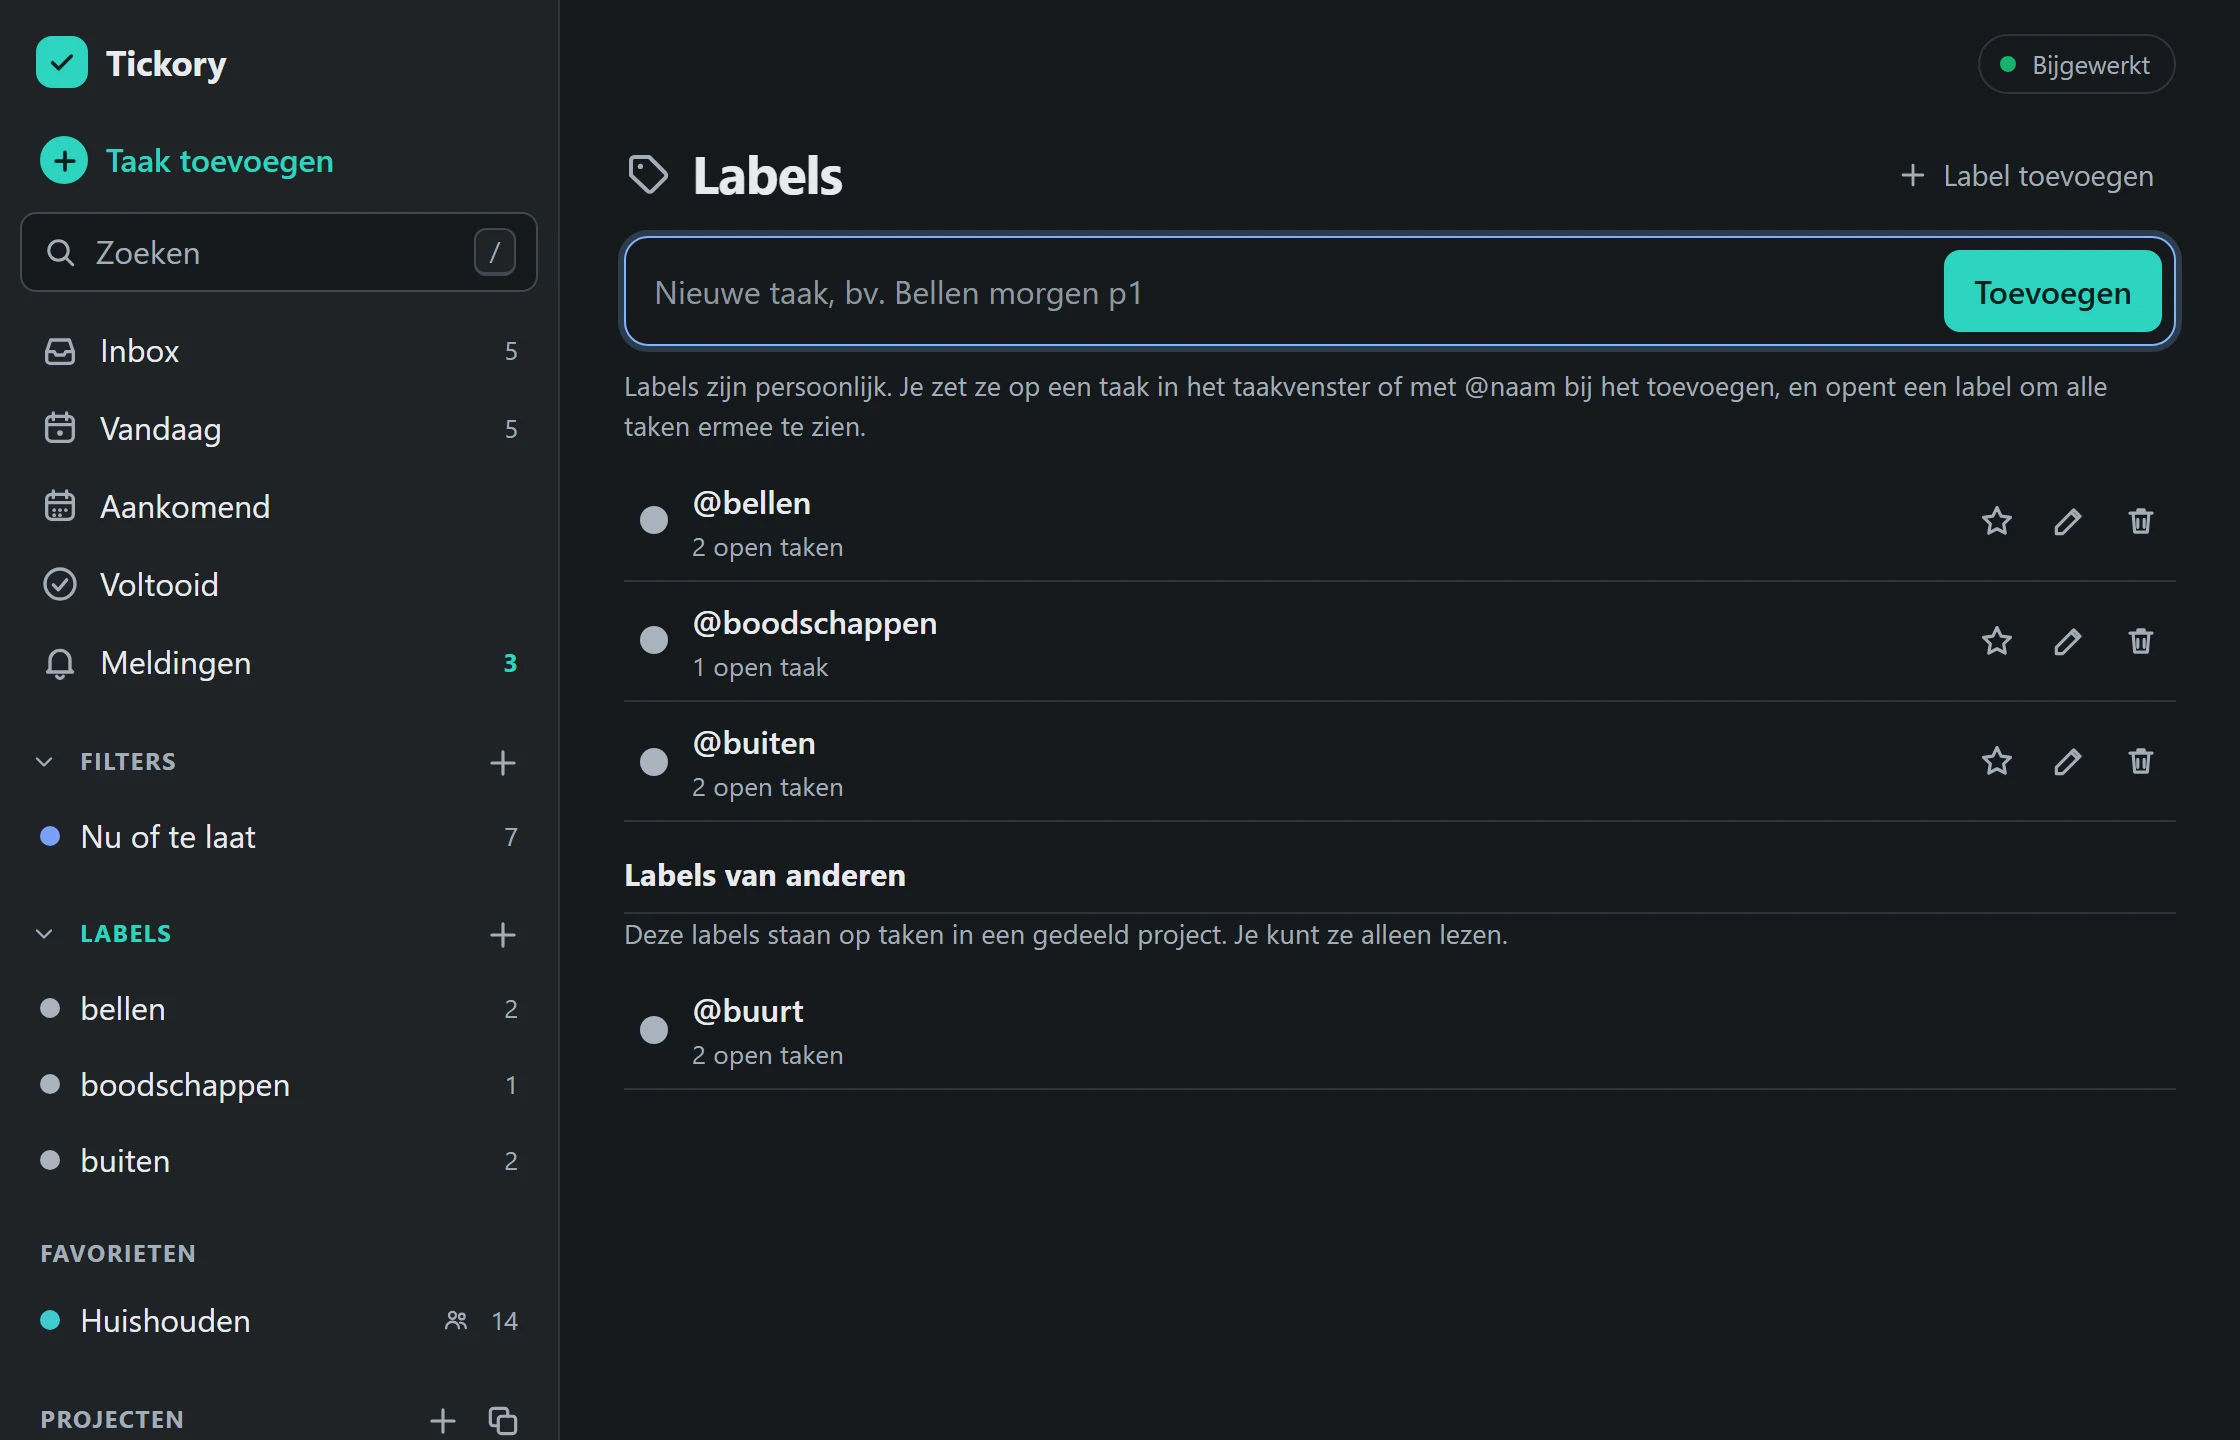 Tickory
Taak toevoegen
Zoeken /
Inbox 5
Vandaag 5
Aankomend
Voltooid
Meldingen 3
FILTERS
Nu of te laat 7
LABELS
bellen 2
boodschappen 1
buiten 2
FAVORIETEN
Huishouden 14
PROJECTEN
Bijgewerkt
Labels
Label toevoegen
Nieuwe taak, bv. Bellen morgen p1
Toevoegen
Labels zijn persoonlijk. Je zet ze op een taak in het taakvenster of met @naam bij het toevoegen, en opent een label om alle
taken ermee te zien.
@bellen
2 open taken
@boodschappen
1 open taak
@buiten
2 open taken
Labels van anderen
Deze labels staan op taken in een gedeeld project. Je kunt ze alleen lezen.
@buurt
2 open taken